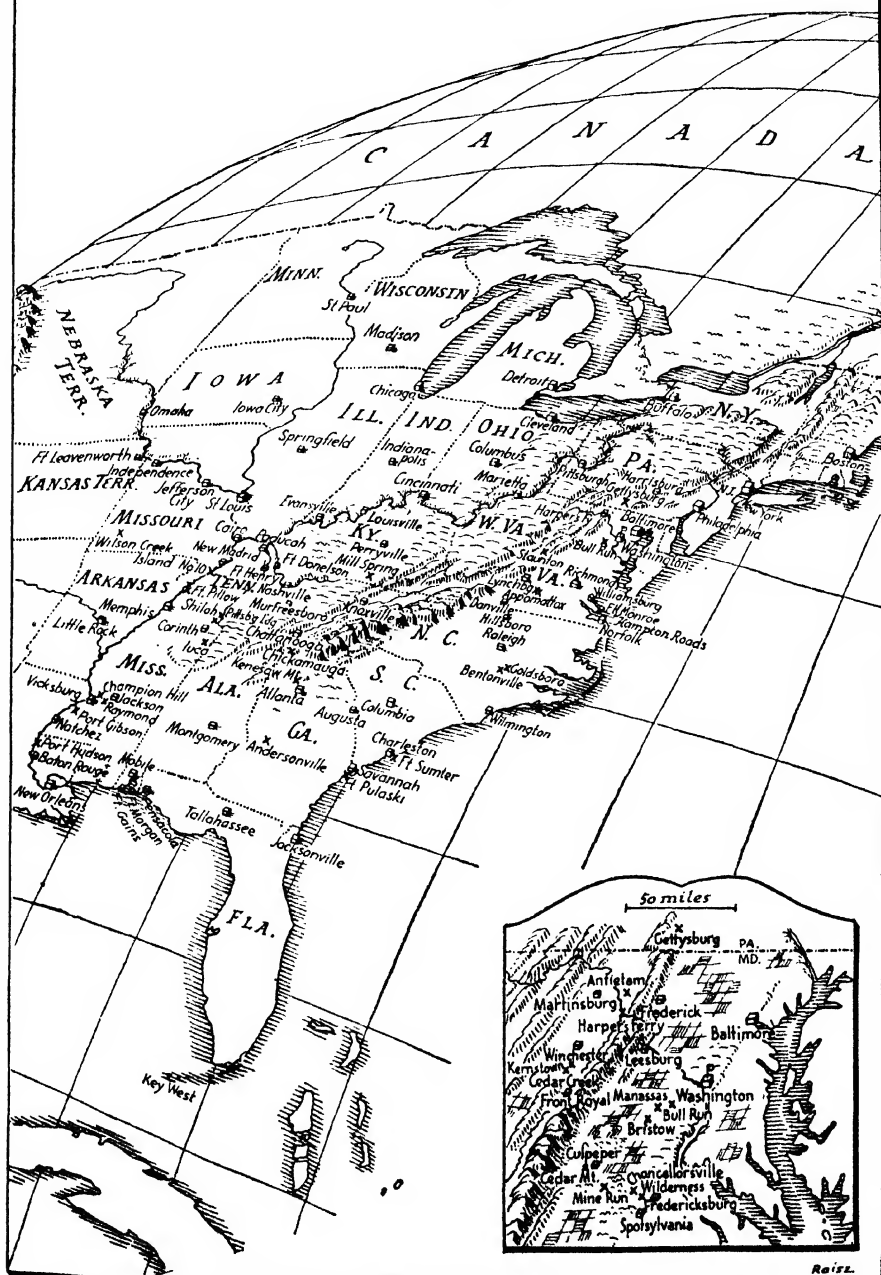 CANADA
MINN.
WISCONSIN
St Paul
NEBRASKA
TERR.
Madison
MICH.
IOWA
Chicago
Detroit
Buffalo
N.Y.
Omaha
Iowa City
ILL.
IND.
OHIO
Cleveland
PA.
Boston
Springfield
Indiana-
polis
Columbus
Pittsburgh
Harrisburg
Gettysburg
Ft Leavenworth
Independence
KANSAS TERR.
Jefferson
City
St Louis
Marietta
Cincinnati
N.J.
York
Philadelphia
Evansville
Louisville
W. VA.
Baltimore
MISSOURI
Cairo
Paducah
KY.
Perryville
Bull Run
Washington
Wilson Creek
New Madrid
Ft Donelson
Mill Spring
Staunton
Richmond
VA.
Island No 10
Ft Henry
TENN.
Nashville
Williamsburg
Ft Monroe
ARKANSAS
Ft Pillow
Murfreesboro
Knoxville
Appomattox
Hampton Roads
Norfolk
Memphis
Shiloh
Pittsbg Ldg
Danville
Little Rock
Corinth
Chattanooga
N. C.
Hillsboro
Raleigh
Iuca
Chickamauga
Goldsboro
Bentonville
MISS.
ALA.
Kenesaw Mt.
Atlanta
S. C.
Columbia
Vicksburg
Champion Hill
Jackson
Raymond
Augusta
Wilmington
Port Gibson
Natchez
Montgomery
GA.
Andersonville
Charleston
Ft Sumter
Port Hudson
Baton Rouge
Mobile
Savannah
Ft Pulaski
New Orleans
Pensacola
Ft Morgan
Gains
Tallahassee
Jacksonville
FLA.
Key West
50 miles
Gettysburg
PA.
MD.
Antietam
Martinsburg
Frederick
Harper's Ferry
Baltimore
Winchester
Leesburg
Kernstown
Cedar Creek
Front Royal
Manassas
Washington
Bull Run
Bristow
Culpeper
Cedar Mt.
Chancellorsville
Mine Run
Wilderness
Fredericksburg
Spotsylvania
Raisz